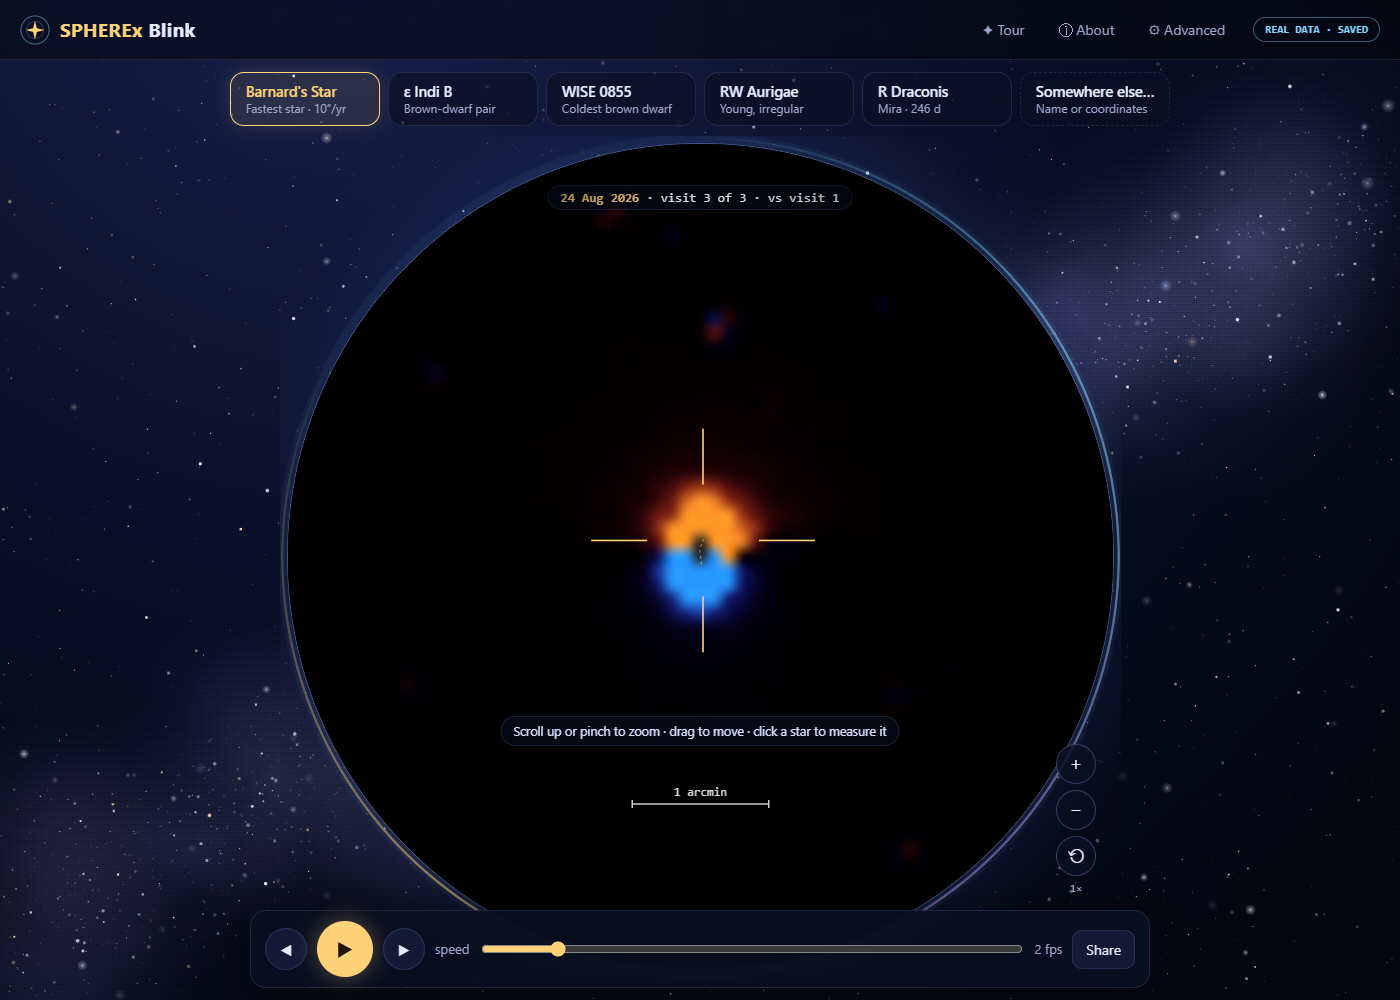 SPHEREx Blink
✦ Tour
ⓘ About
⚙ Advanced
REAL DATA · SAVED
Barnard's Star
Fastest star · 10″/yr
ε Indi B
Brown-dwarf pair
WISE 0855
Coldest brown dwarf
RW Aurigae
Young, irregular
R Draconis
Mira · 246 d
Somewhere else…
Name or coordinates
24 Aug 2026 · visit 3 of 3 · vs visit 1
Scroll up or pinch to zoom · drag to move · click a star to measure it
1 arcmin
+
−
1×
speed
2 fps
Share